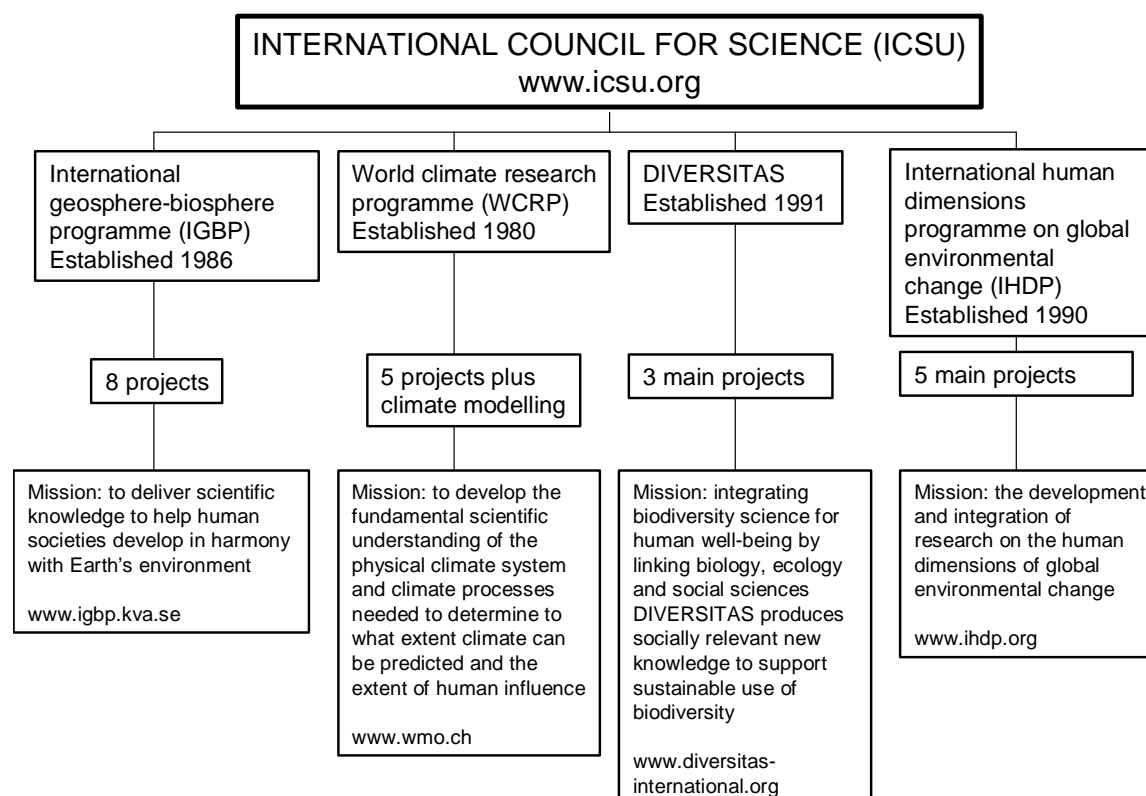 INTERNATIONAL COUNCIL FOR SCIENCE (ICSU)
www.icsu.org
International
geosphere-biosphere
programme (IGBP)
Established 1986
World climate research
programme (WCRP)
Established 1980
DIVERSITAS
Established 1991
International human
dimensions
programme on global
environmental
change (IHDP)
Established 1990
8 projects
5 projects plus
climate modelling
3 main projects
5 main projects
Mission: to deliver scientific
knowledge to help human
societies develop in harmony
with Earth's environment
www.igbp.kva.se
Mission: to develop the
fundamental scientific
understanding of the
physical climate system
and climate processes
needed to determine to
what extent climate can
be predicted and the
extent of human influence
www.wmo.ch
Mission: integrating
biodiversity science for
human well-being by
linking biology, ecology
and social sciences
DIVERSITAS produces
socially relevant new
knowledge to support
sustainable use of
biodiversity
www.diversitas-
international.org
Mission: the development
and integration of
research on the human
dimensions of global
environmental change
www.ihdp.org